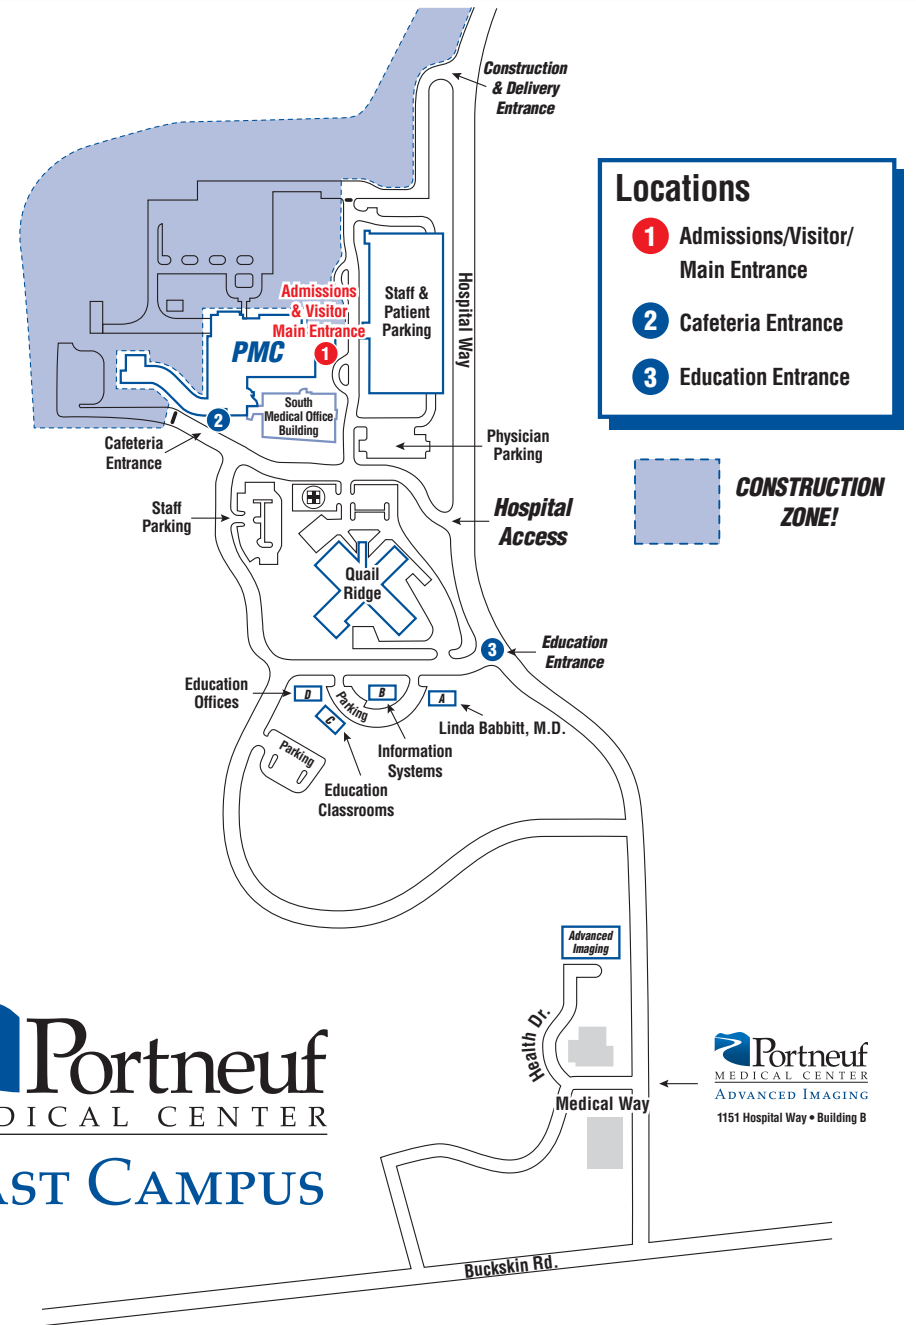 Construction
& Delivery
Entrance
Locations
1 Admissions/Visitor/
Main Entrance
2 Cafeteria Entrance
3 Education Entrance
CONSTRUCTION
ZONE!
Admissions
& Visitor
Main Entrance
1
PMC
Staff &
Patient
Parking
Hospital Way
South
Medical Office
Building
2
Cafeteria
Entrance
Physician
Parking
Staff
Parking
Hospital
Access
Quail
Ridge
3
Education
Entrance
Education
Offices
D
Parking
B
A
C
Linda Babbitt, M.D.
Information
Systems
Parking
Education
Classrooms
Advanced
Imaging
Health Dr.
Medical Way
Portneuf
MEDICAL CENTER
ADVANCED IMAGING
1151 Hospital Way • Building B
Portneuf
DICAL CENTER
AST CAMPUS
Buckskin Rd.